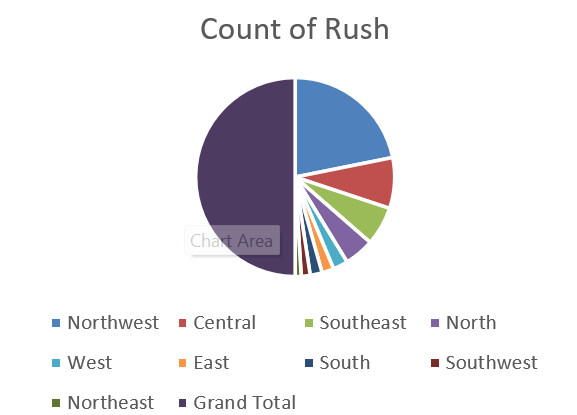 Count of Rush
Chart Area
Northwest Central Southeast North
West East South Southwest
Northeast Grand Total